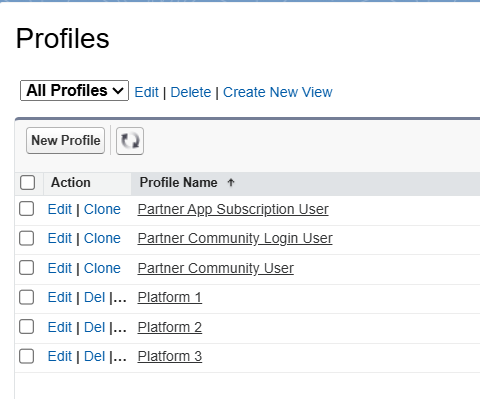 Profiles
All Profiles Edit | Delete | Create New View
New Profile
Action Profile Name
Edit | Clone Partner App Subscription User
Edit | Clone Partner Community Login User
Edit | Clone Partner Community User
Edit | Del |... Platform 1
Edit | Del |... Platform 2
Edit | Del |... Platform 3